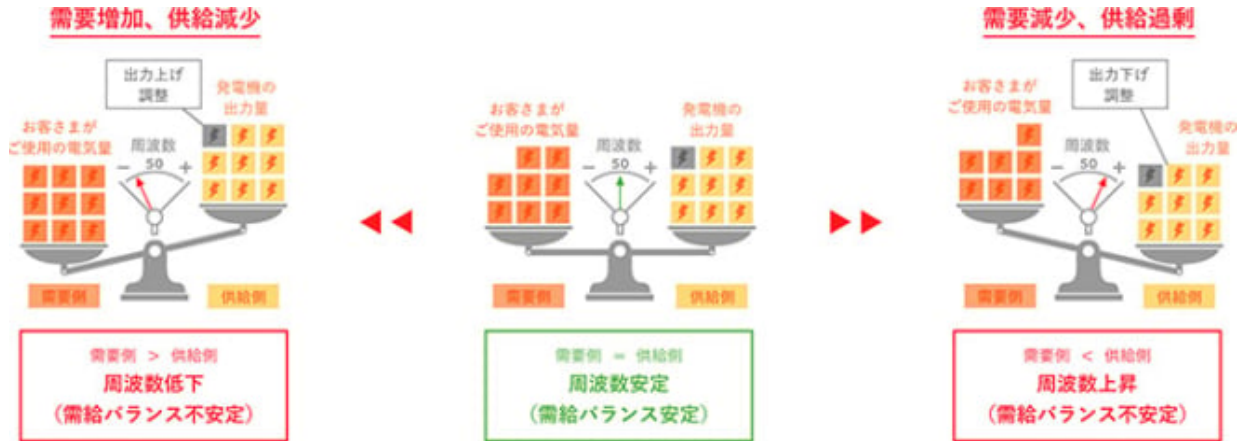 需要増加、供給減少
出力上げ
調整
発電機の
出力量
お客さまが
ご使用の電気量
周波数
- 50 +
需要側
供給側
需要側 > 供給側
周波数低下
(需給バランス不安定)
お客さまが
ご使用の電気量
発電機の
出力量
周波数
- 50 +
需要側
供給側
需要側 = 供給側
周波数安定
(需給バランス安定)
需要減少、供給過剰
出力下げ
調整
お客さまが
ご使用の電気量
発電機の
出力量
周波数
- 50 +
需要側
供給側
需要側 < 供給側
周波数上昇
(需給バランス不安定)